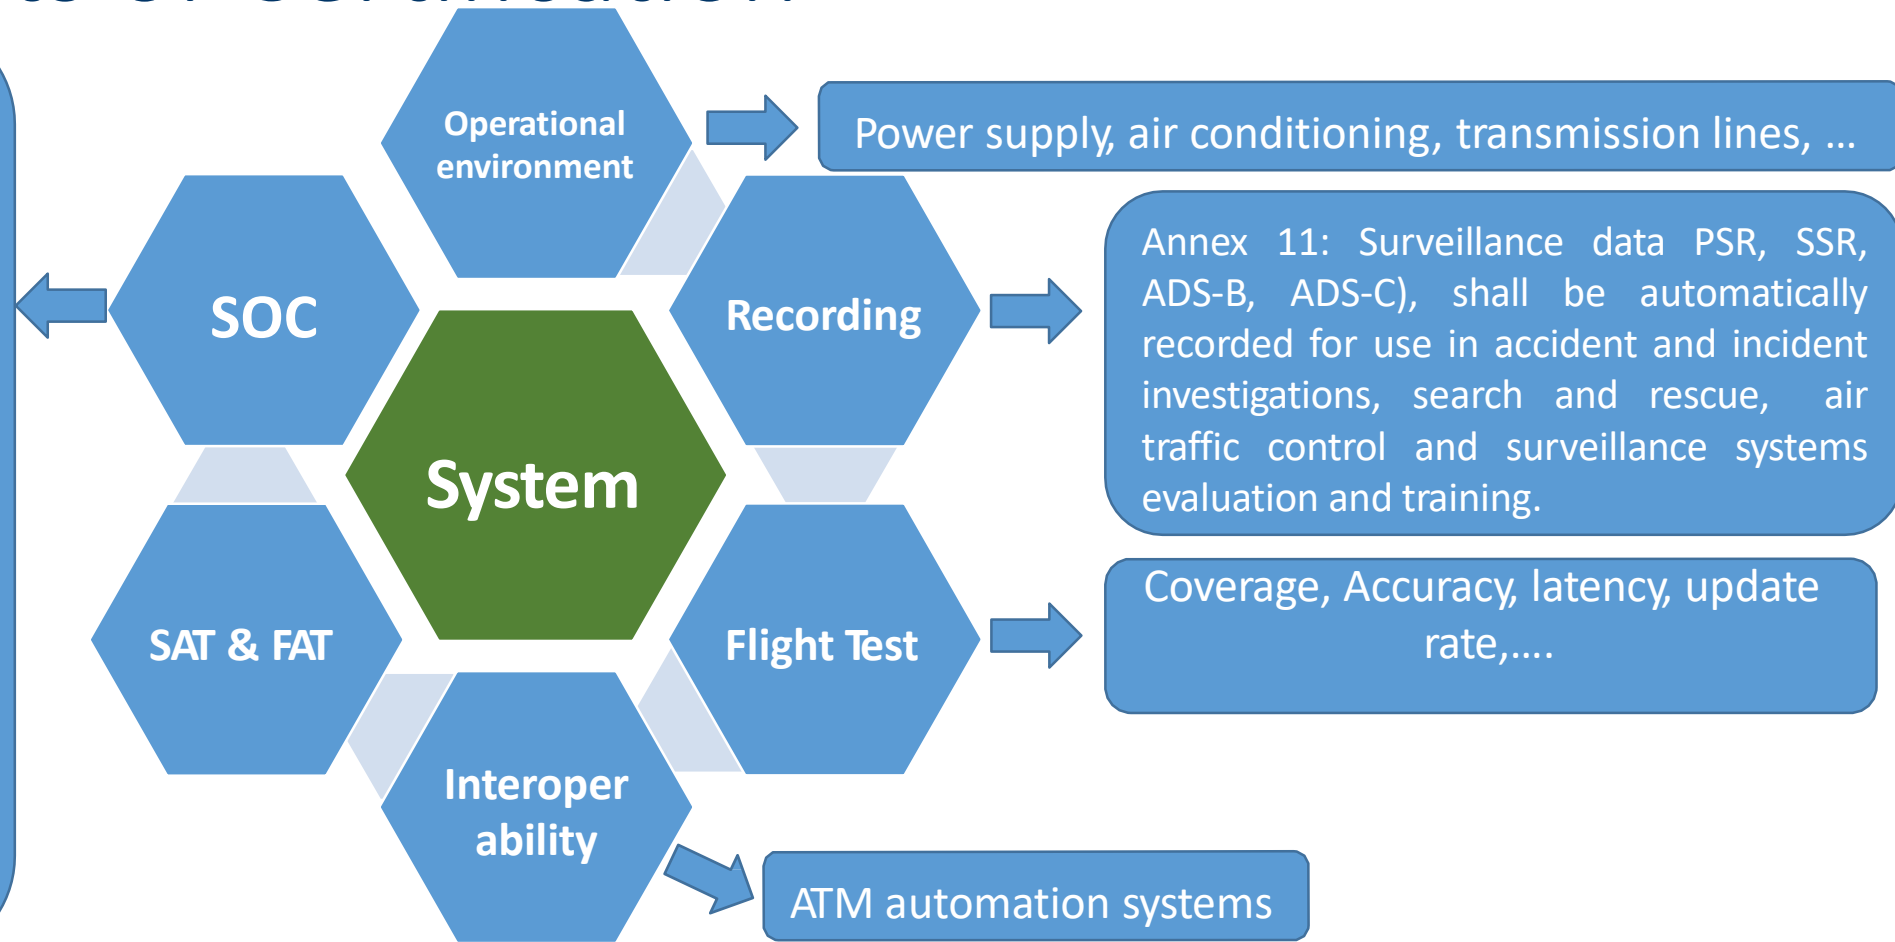 Operational
environment
Power supply, air conditioning, transmission lines, ...
SOC
Recording
Annex 11: Surveillance data PSR, SSR,
ADS-B, ADS-C), shall be automatically
recorded for use in accident and incident
investigations, search and rescue, air
traffic control and surveillance systems
evaluation and training.
System
SAT & FAT
Flight Test
Coverage, Accuracy, latency, update
rate,....
Interoper
ability
ATM automation systems